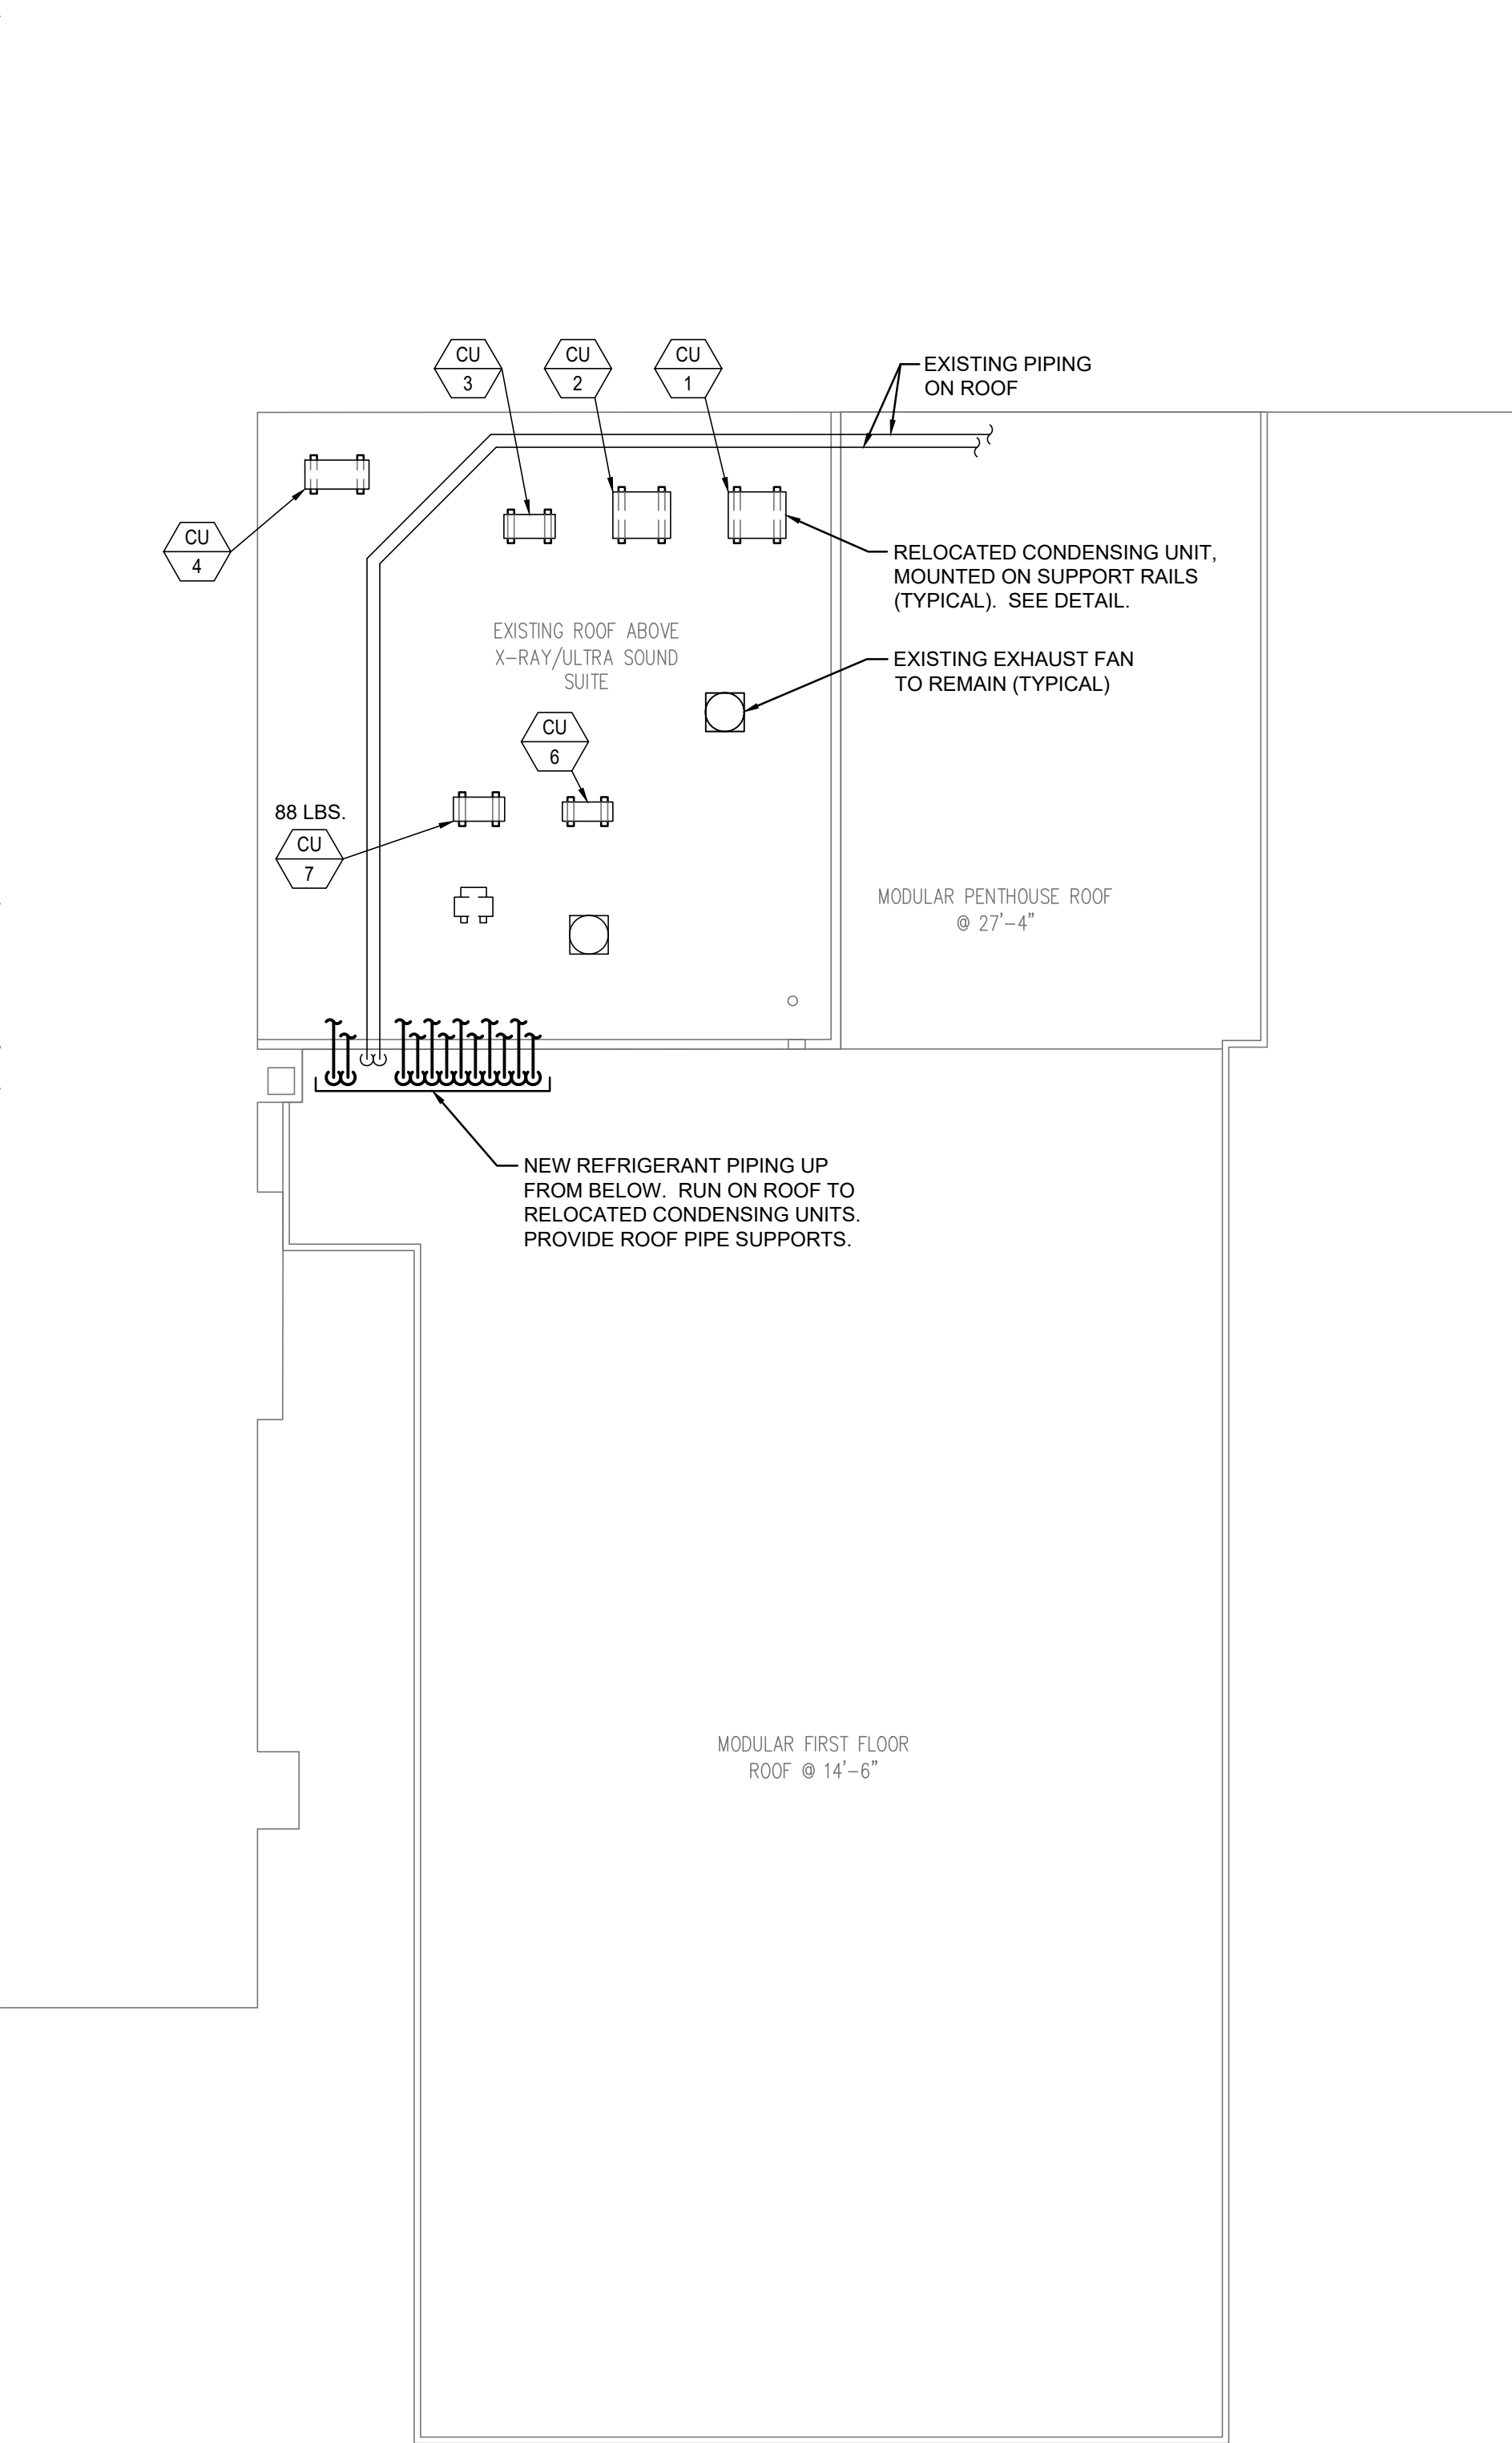 CU
3
CU
2
CU
1
EXISTING PIPING
ON ROOF
CU
4
RELOCATED CONDENSING UNIT,
MOUNTED ON SUPPORT RAILS
(TYPICAL).  SEE DETAIL.
EXISTING ROOF ABOVE
X-RAY/ULTRA SOUND
SUITE
EXISTING EXHAUST FAN
TO REMAIN (TYPICAL)
CU
6
88 LBS.
CU
7
MODULAR PENTHOUSE ROOF
@ 27'-4"
NEW REFRIGERANT PIPING UP
FROM BELOW.  RUN ON ROOF TO
RELOCATED CONDENSING UNITS.
PROVIDE ROOF PIPE SUPPORTS.
MODULAR FIRST FLOOR
ROOF @ 14'-6"